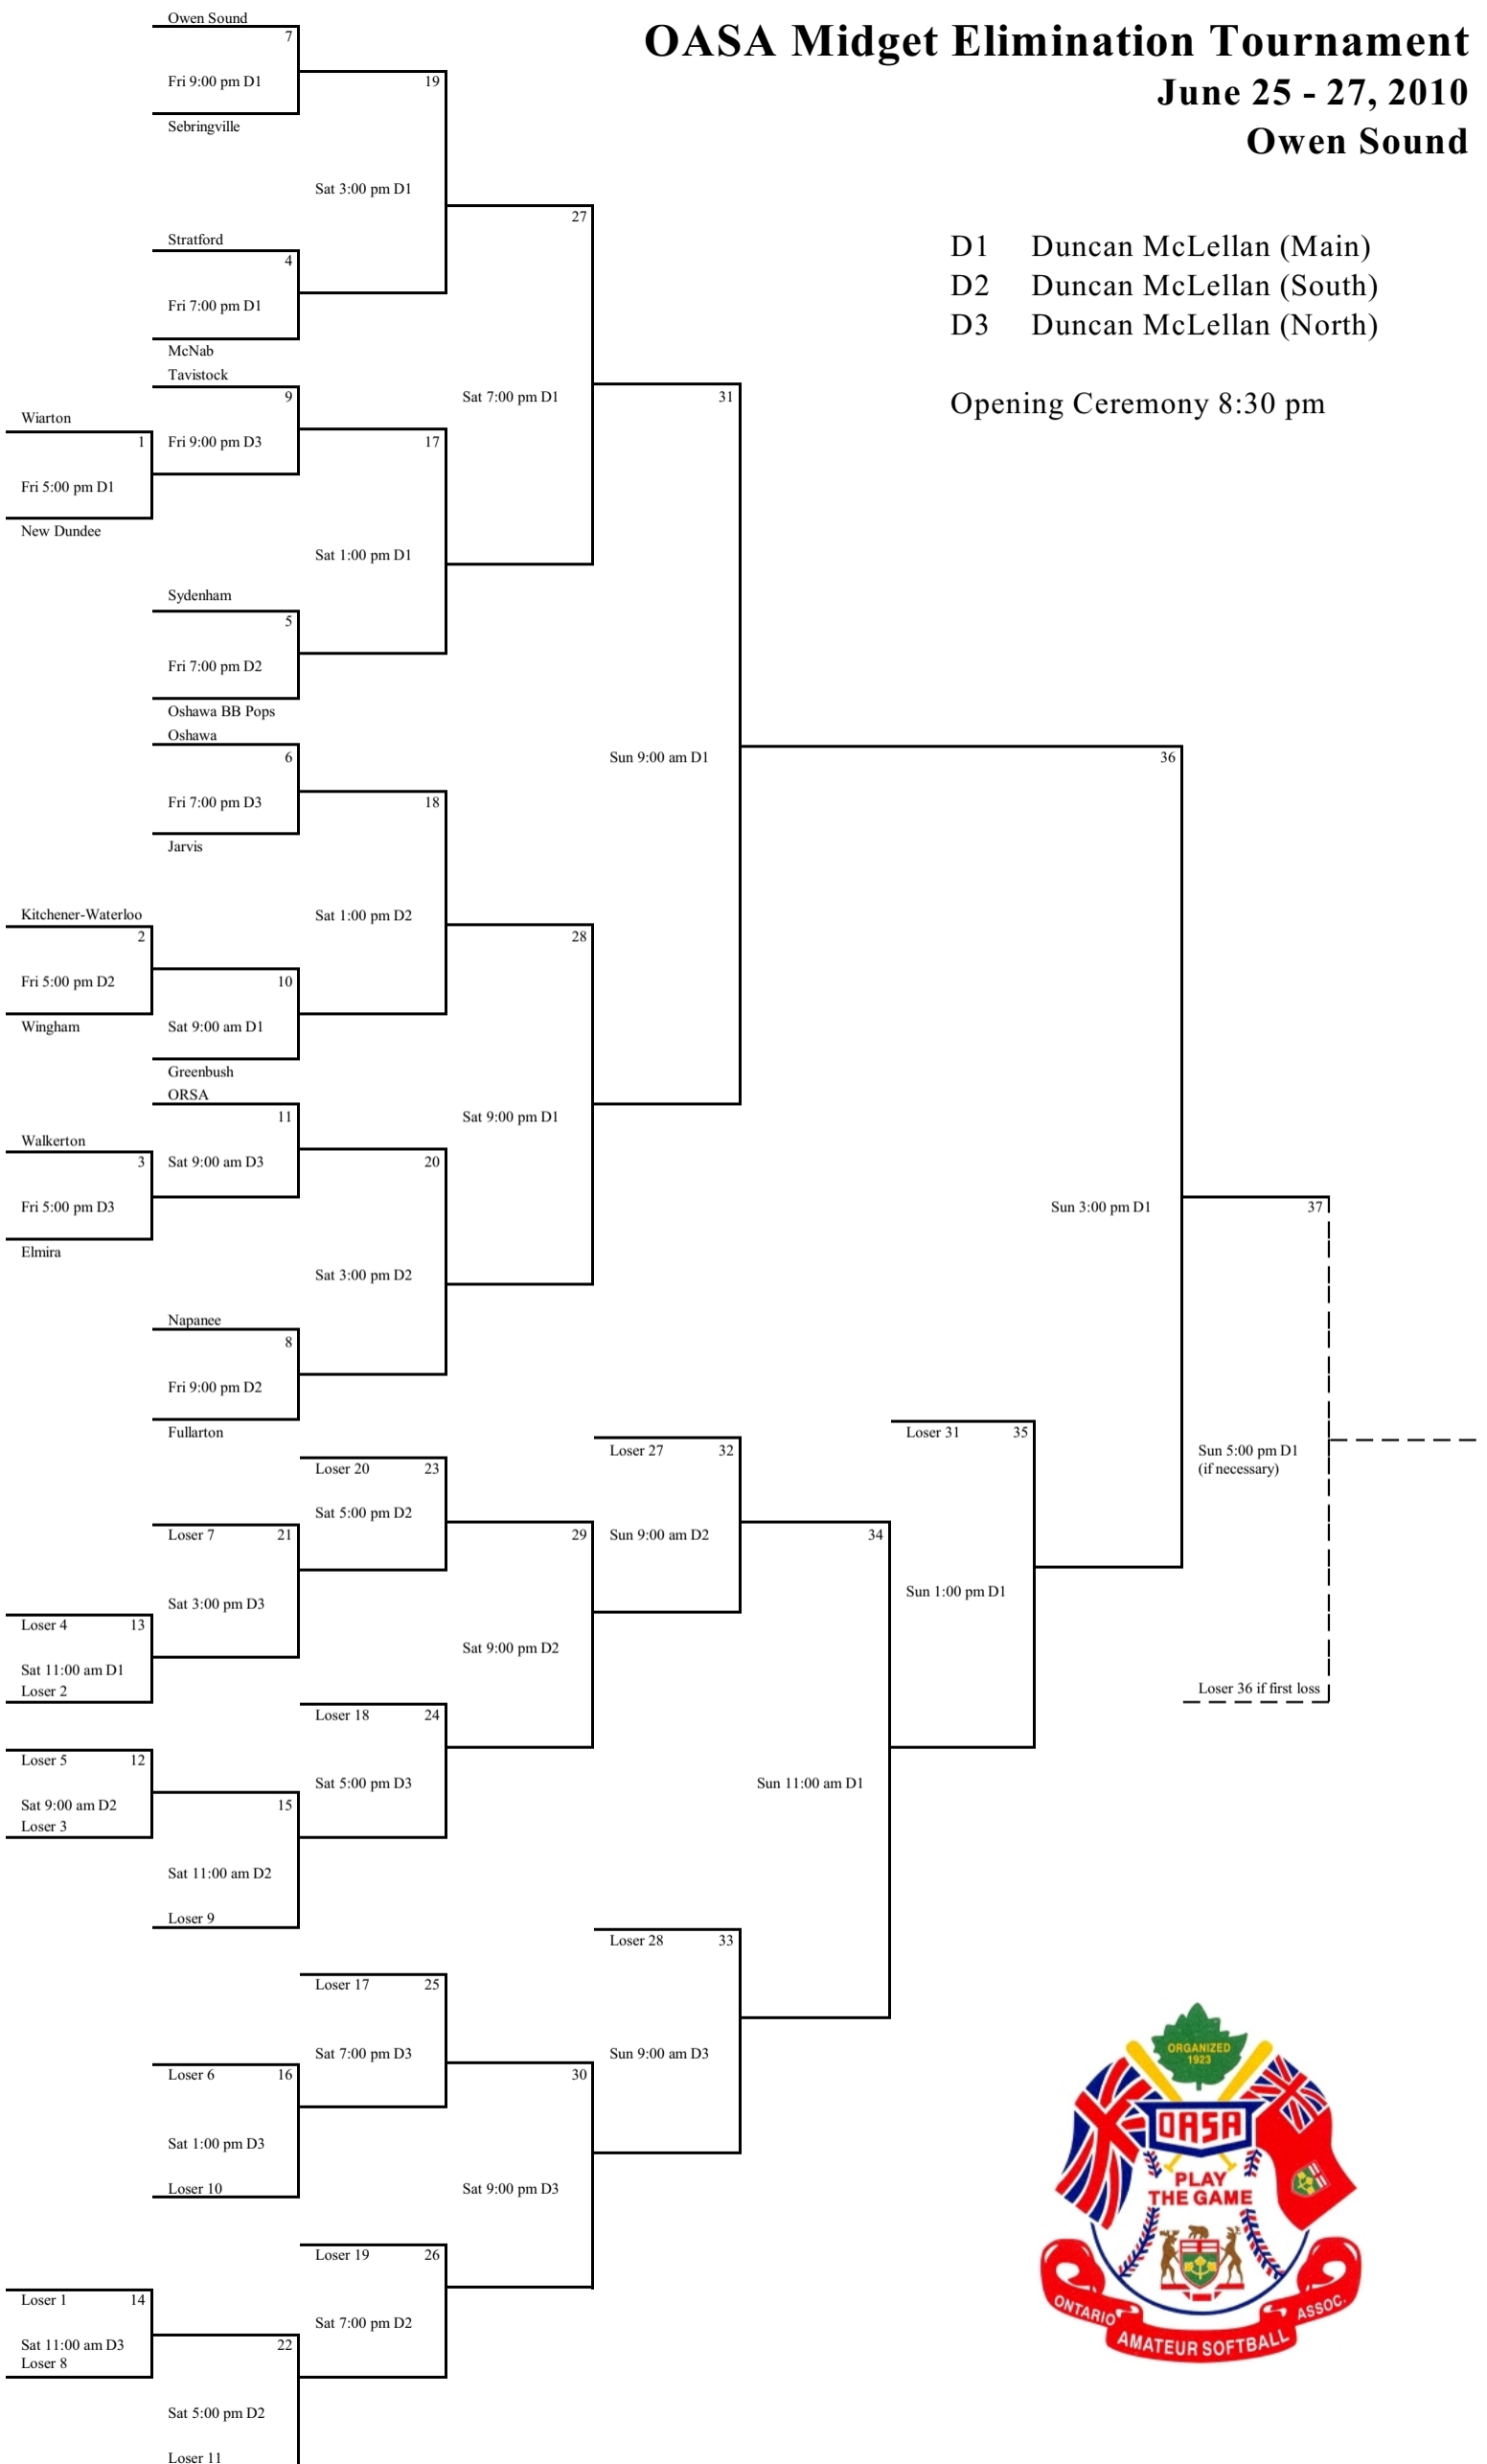 OASA Midget Elimination Tournament
June 25 - 27, 2010
Owen Sound
D1 Duncan McLellan (Main)
D2 Duncan McLellan (South)
D3 Duncan McLellan (North)
Opening Ceremony 8:30 pm
Owen Sound
7
Fri 9:00 pm D1
Sebringville
19
Sat 3:00 pm D1
Stratford
4
Fri 7:00 pm D1
McNab
27
Sat 7:00 pm D1
Tavistock
9
Fri 9:00 pm D3
Wiarton
1
Fri 5:00 pm D1
New Dundee
17
Sat 1:00 pm D1
Sydenham
5
Fri 7:00 pm D2
Oshawa BB Pops
31
Sun 9:00 am D1
Oshawa
6
Fri 7:00 pm D3
Jarvis
18
Sat 1:00 pm D2
Kitchener-Waterloo
2
Fri 5:00 pm D2
Wingham
10
Sat 9:00 am D1
Greenbush
28
Sat 9:00 pm D1
ORSA
11
Sat 9:00 am D3
Walkerton
3
Fri 5:00 pm D3
Elmira
20
Sat 3:00 pm D2
Napanee
8
Fri 9:00 pm D2
Fullarton
36
Sun 3:00 pm D1
37
Sun 5:00 pm D1
(if necessary)
Loser 36 if first loss
Loser 20 23
Sat 5:00 pm D2
Loser 7 21
Sat 3:00 pm D3
Loser 4 13
Sat 11:00 am D1
Loser 2
29
Sat 9:00 pm D2
Loser 27 32
Sun 9:00 am D2
34
Sun 11:00 am D1
Loser 31 35
Sun 1:00 pm D1
Loser 18 24
Sat 5:00 pm D3
Loser 5 12
Sat 9:00 am D2
Loser 3
15
Sat 11:00 am D2
Loser 9
Loser 28 33
Sun 9:00 am D3
Loser 17 25
Sat 7:00 pm D3
Loser 6 16
Sat 1:00 pm D3
Loser 10
30
Sat 9:00 pm D3
Loser 19 26
Sat 7:00 pm D2
Loser 1 14
Sat 11:00 am D3
Loser 8
22
Sat 5:00 pm D2
Loser 11
ORGANIZED
1923
OASA
PLAY
THE GAME
ONTARIO
AMATEUR SOFTBALL
ASSOC.